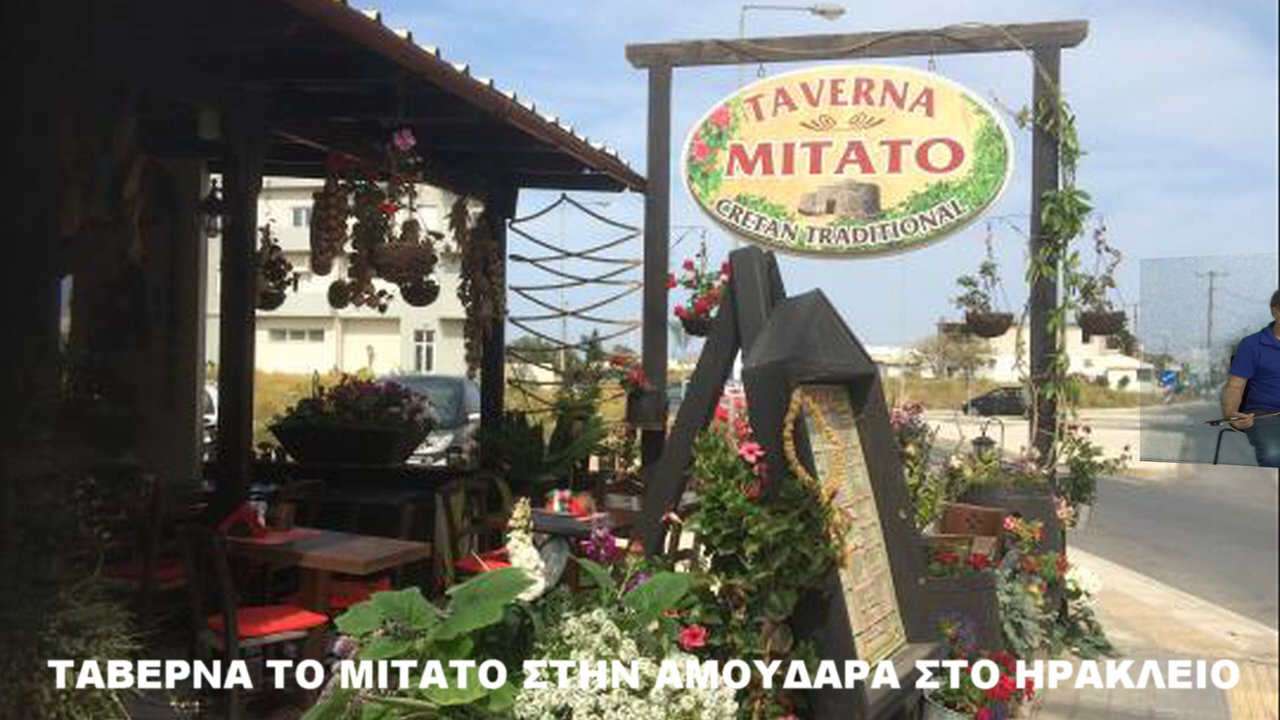 TAVERNA
MITATO
CRETAN TRADITIONAL
ΤΑΒΕΡΝΑ ΤΟ ΜΙΤΑΤΟ ΣΤΗΝ ΑΜΟΥΔΑΡΑ ΣΤΟ ΗΡΑΚΛΕΙΟ